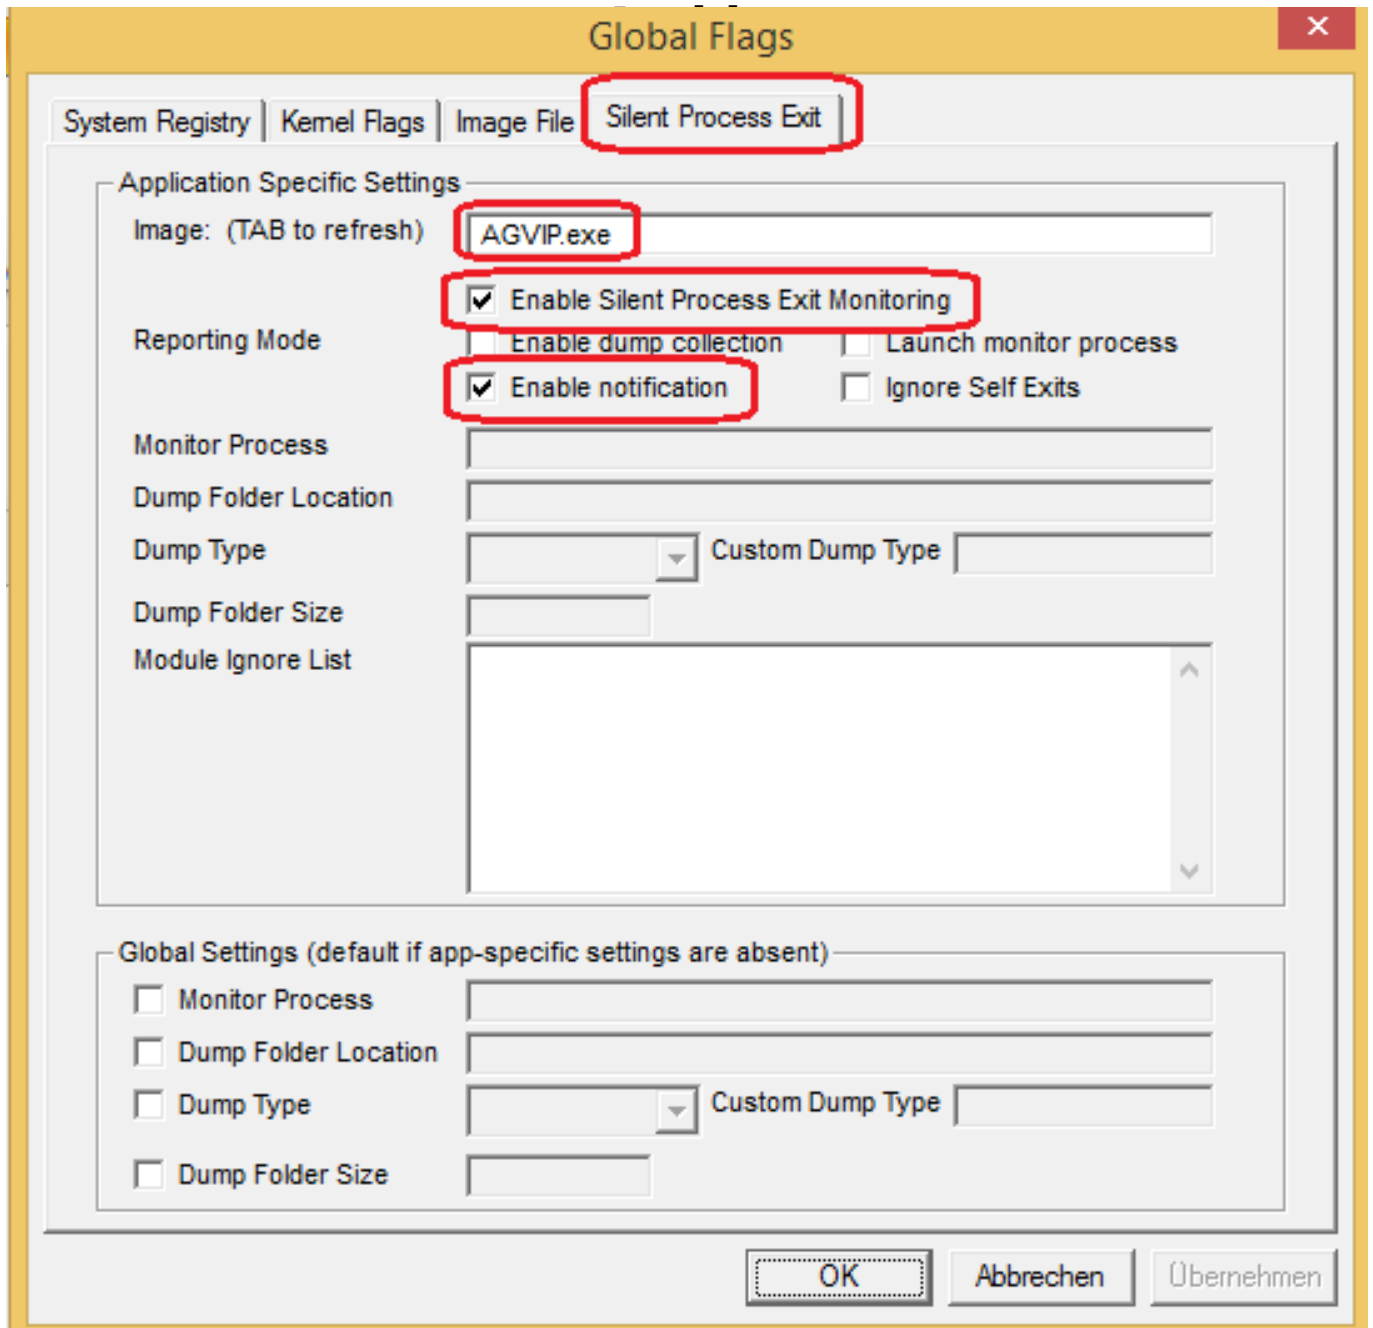 Global Flags
System Registry Kernel Flags Image File Silent Process Exit
Application Specific Settings
Image: (TAB to refresh) AGVIP.exe
Enable Silent Process Exit Monitoring
Reporting Mode Enable dump collection Launch monitor process
Enable notification Ignore Self Exits
Monitor Process
Dump Folder Location
Dump Type Custom Dump Type
Dump Folder Size
Module Ignore List
Global Settings (default if app-specific settings are absent)
Monitor Process
Dump Folder Location
Dump Type Custom Dump Type
Dump Folder Size
OK Abbrechen Übernehmen